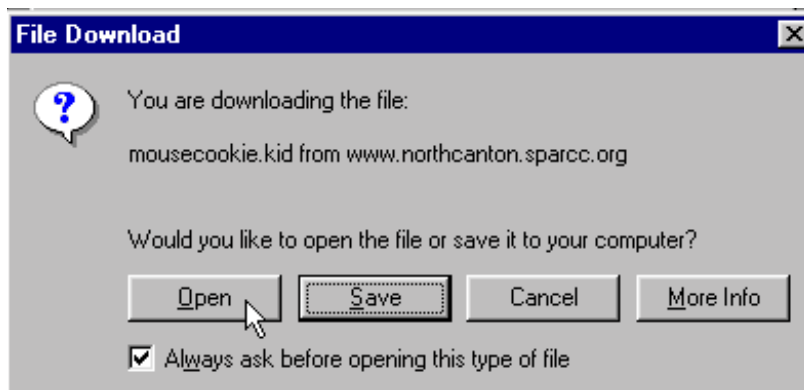 File Download
You are downloading the file:
mousecookie.kid from www.northcanton.sparcc.org
Would you like to open the file or save it to your computer?
Open Save Cancel More Info
Always ask before opening this type of file